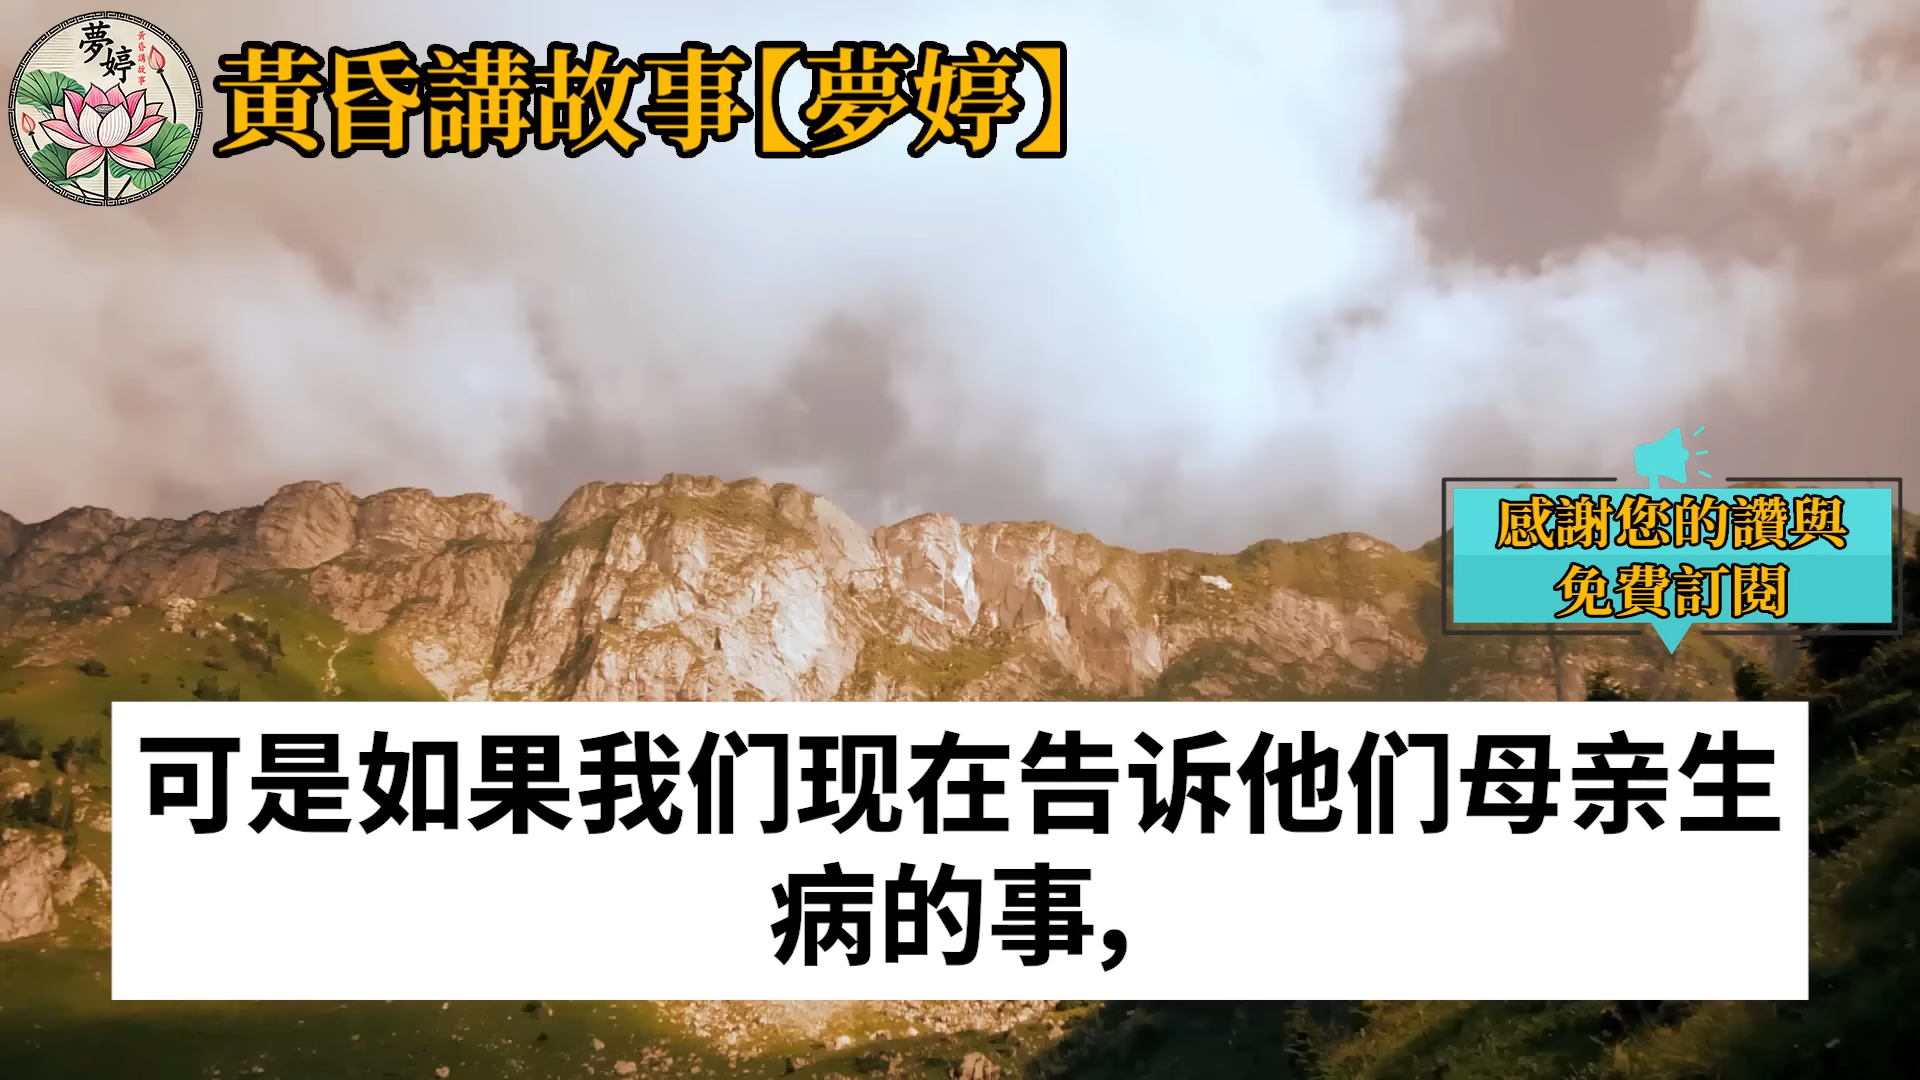 夢婷
黃昏講故事
黃昏講故事【夢婷】
感謝您的讚與
免費訂閱
可是如果我们现在告诉他们母亲生
病的事,